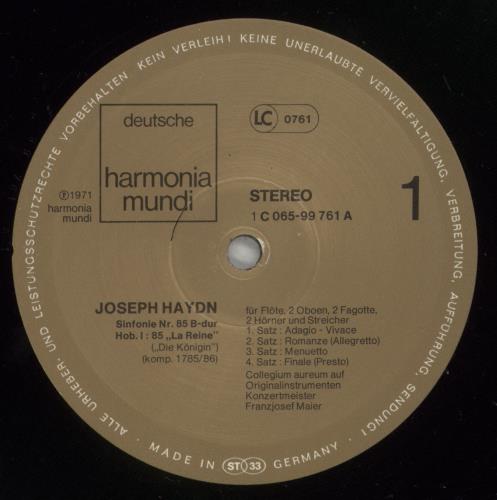 ALLE URHEBER- UND LEISTUNGSSCHUTZRECHTE VORBEHALTEN KEIN VERLEIH! KEINE UNERLAUBTE VERVIELFÄLTIGUNG, VERBREITUNG, AUFFÜHRUNG, SENDUNG!
deutsche
harmonia
mundi
LC 0761
℗ 1971
harmonia
mundi
STEREO
1 C 065-99 761 A
1
JOSEPH HAYDN
Sinfonie Nr. 85 B-dur
Hob. I : 85 „La Reine"
(„Die Königin")
(komp. 1785/86)
für Flöte, 2 Oboen, 2 Fagotte,
2 Hörner und Streicher
1. Satz : Adagio - Vivace
2. Satz : Romanze (Allegretto)
3. Satz : Menuetto
4. Satz : Finale (Presto)
Collegium aureum auf
Originalinstrumenten
Konzertmeister
Franzjosef Maier
· MADE IN ST 33 GERMANY ·